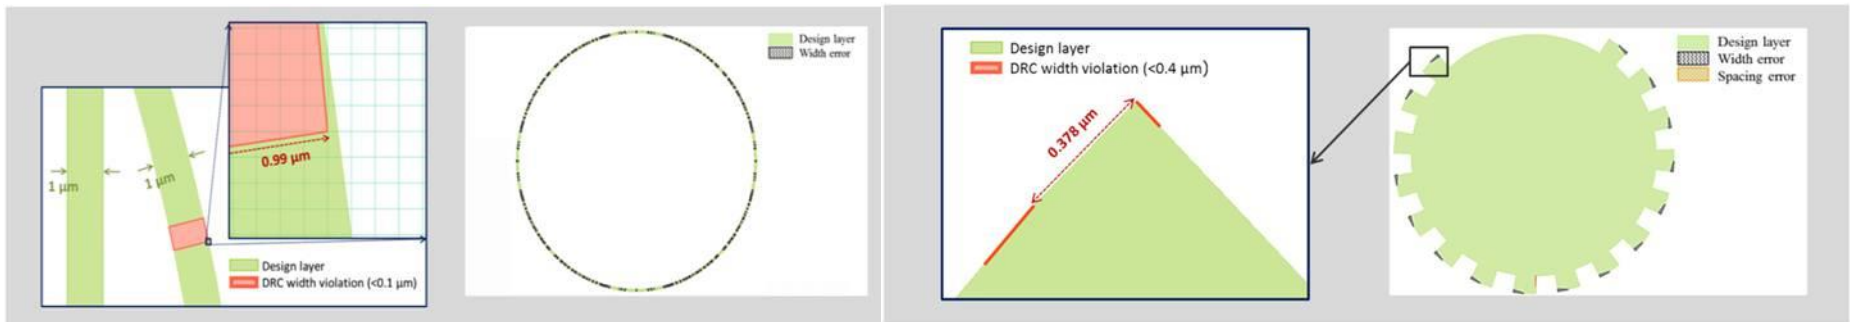 1 µm
1 µm
0.99 µm
Design layer
DRC width violation (<0.1 µm)
Design layer
Width error
Design layer
DRC width violation (<0.4 µm)
0.378 µm
Design layer
Width error
Spacing error